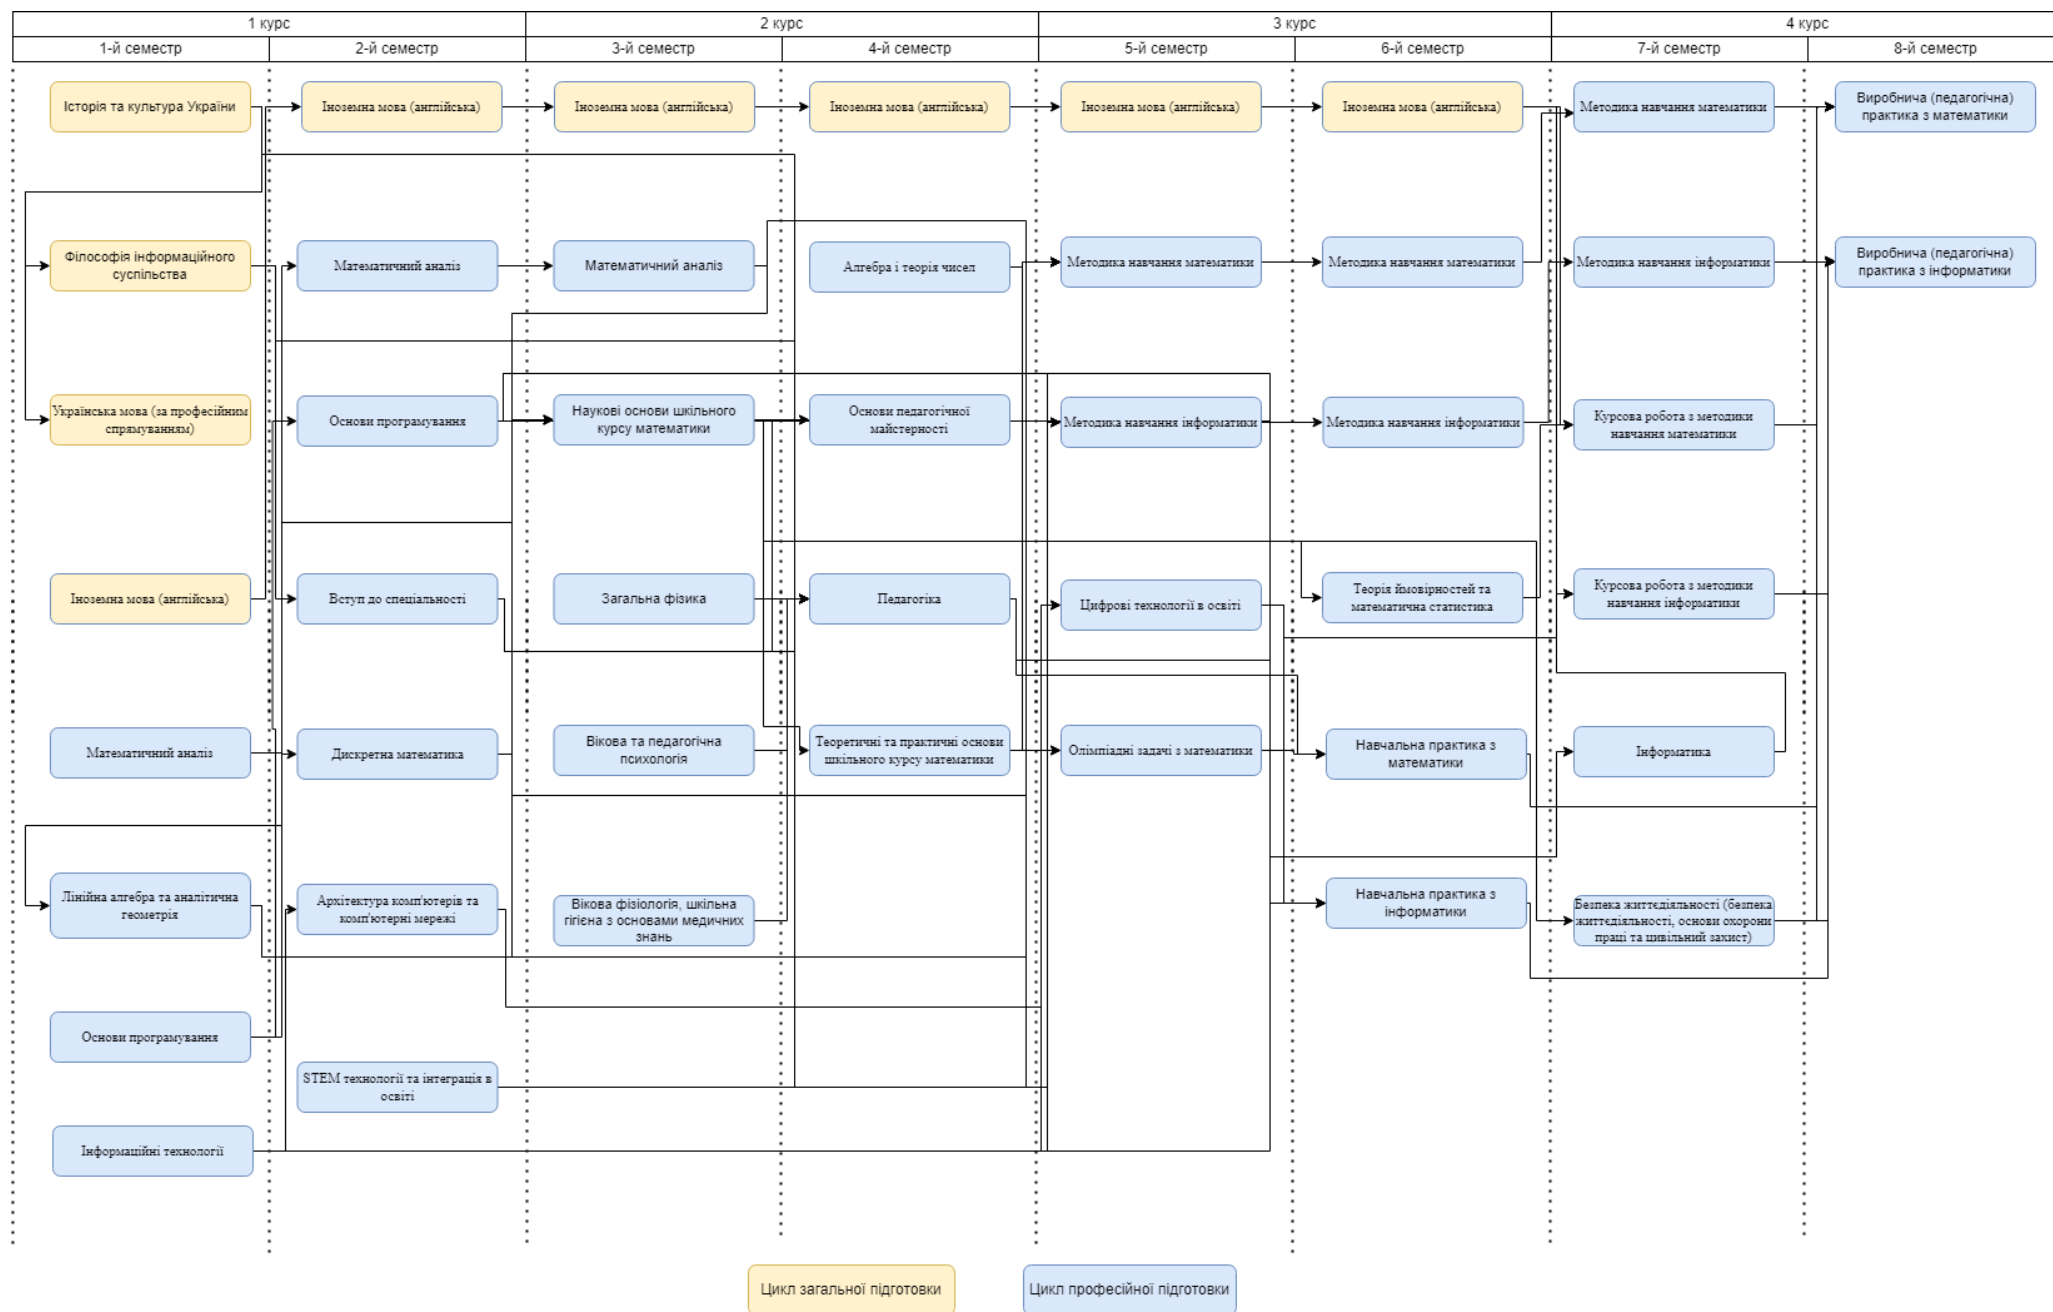 1 курс
2 курс
3 курс
4 курс
1-й семестр
2-й семестр
3-й семестр
4-й семестр
5-й семестр
6-й семестр
7-й семестр
8-й семестр
Історія та культура України
Іноземна мова (англійська)
Іноземна мова (англійська)
Іноземна мова (англійська)
Іноземна мова (англійська)
Іноземна мова (англійська)
Методика навчання математики
Виробнича (педагогічна)
практика з математики
Філософія інформаційного
суспільства
Математичний аналіз
Математичний аналіз
Алгебра і теорія чисел
Методика навчання математики
Методика навчання математики
Методика навчання інформатики
Виробнича (педагогічна)
практика з інформатики
Українська мова (за професійним
спрямуванням)
Основи програмування
Наукові основи шкільного
курсу математики
Основи педагогічної
майстерності
Методика навчання інформатики
Методика навчання інформатики
Курсова робота з методики
навчання математики
Іноземна мова (англійська)
Вступ до спеціальності
Загальна фізика
Педагогіка
Цифрові технології в освіті
Теорія ймовірностей та
математична статистика
Курсова робота з методики
навчання інформатики
Математичний аналіз
Дискретна математика
Вікова та педагогічна
психологія
Теоретичні та практичні основи
шкільного курсу математики
Олімпіадні задачі з математики
Навчальна практика з
математики
Інформатика
Лінійна алгебра та аналітична
геометрія
Архітектура комп'ютерів та
комп'ютерні мережі
Вікова фізіологія, шкільна
гігієна з основами медичних
знань
Навчальна практика з
інформатики
Безпека життєдіяльності (безпека
життєдіяльності, основи охорони
праці та цивільний захист)
Основи програмування
STEM технології та інтеграція в
освіті
Інформаційні технології
Цикл загальної підготовки
Цикл професійної підготовки